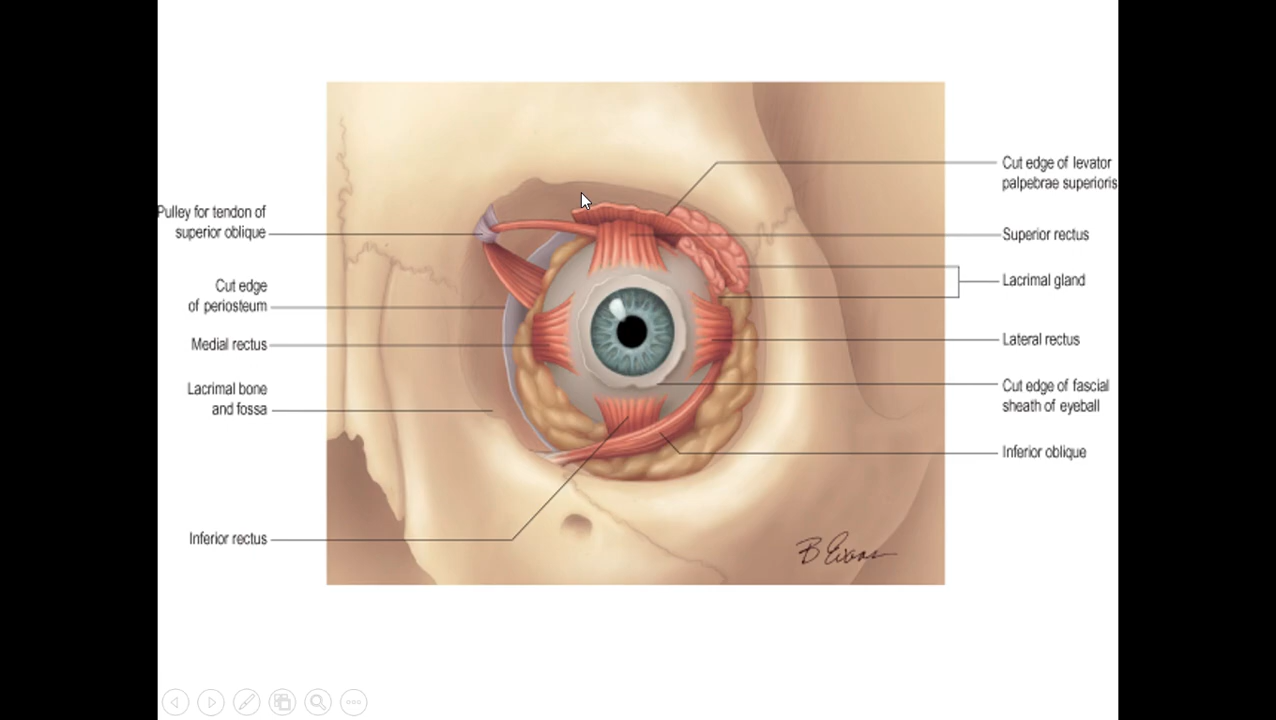 Pulley for tendon of
superior oblique
Cut edge
of periosteum
Medial rectus
Lacrimal bone
and fossa
Inferior rectus
Cut edge of levator
palpebrae superioris
Superior rectus
Lacrimal gland
Lateral rectus
Cut edge of fascial
sheath of eyeball
Inferior oblique
B Evans